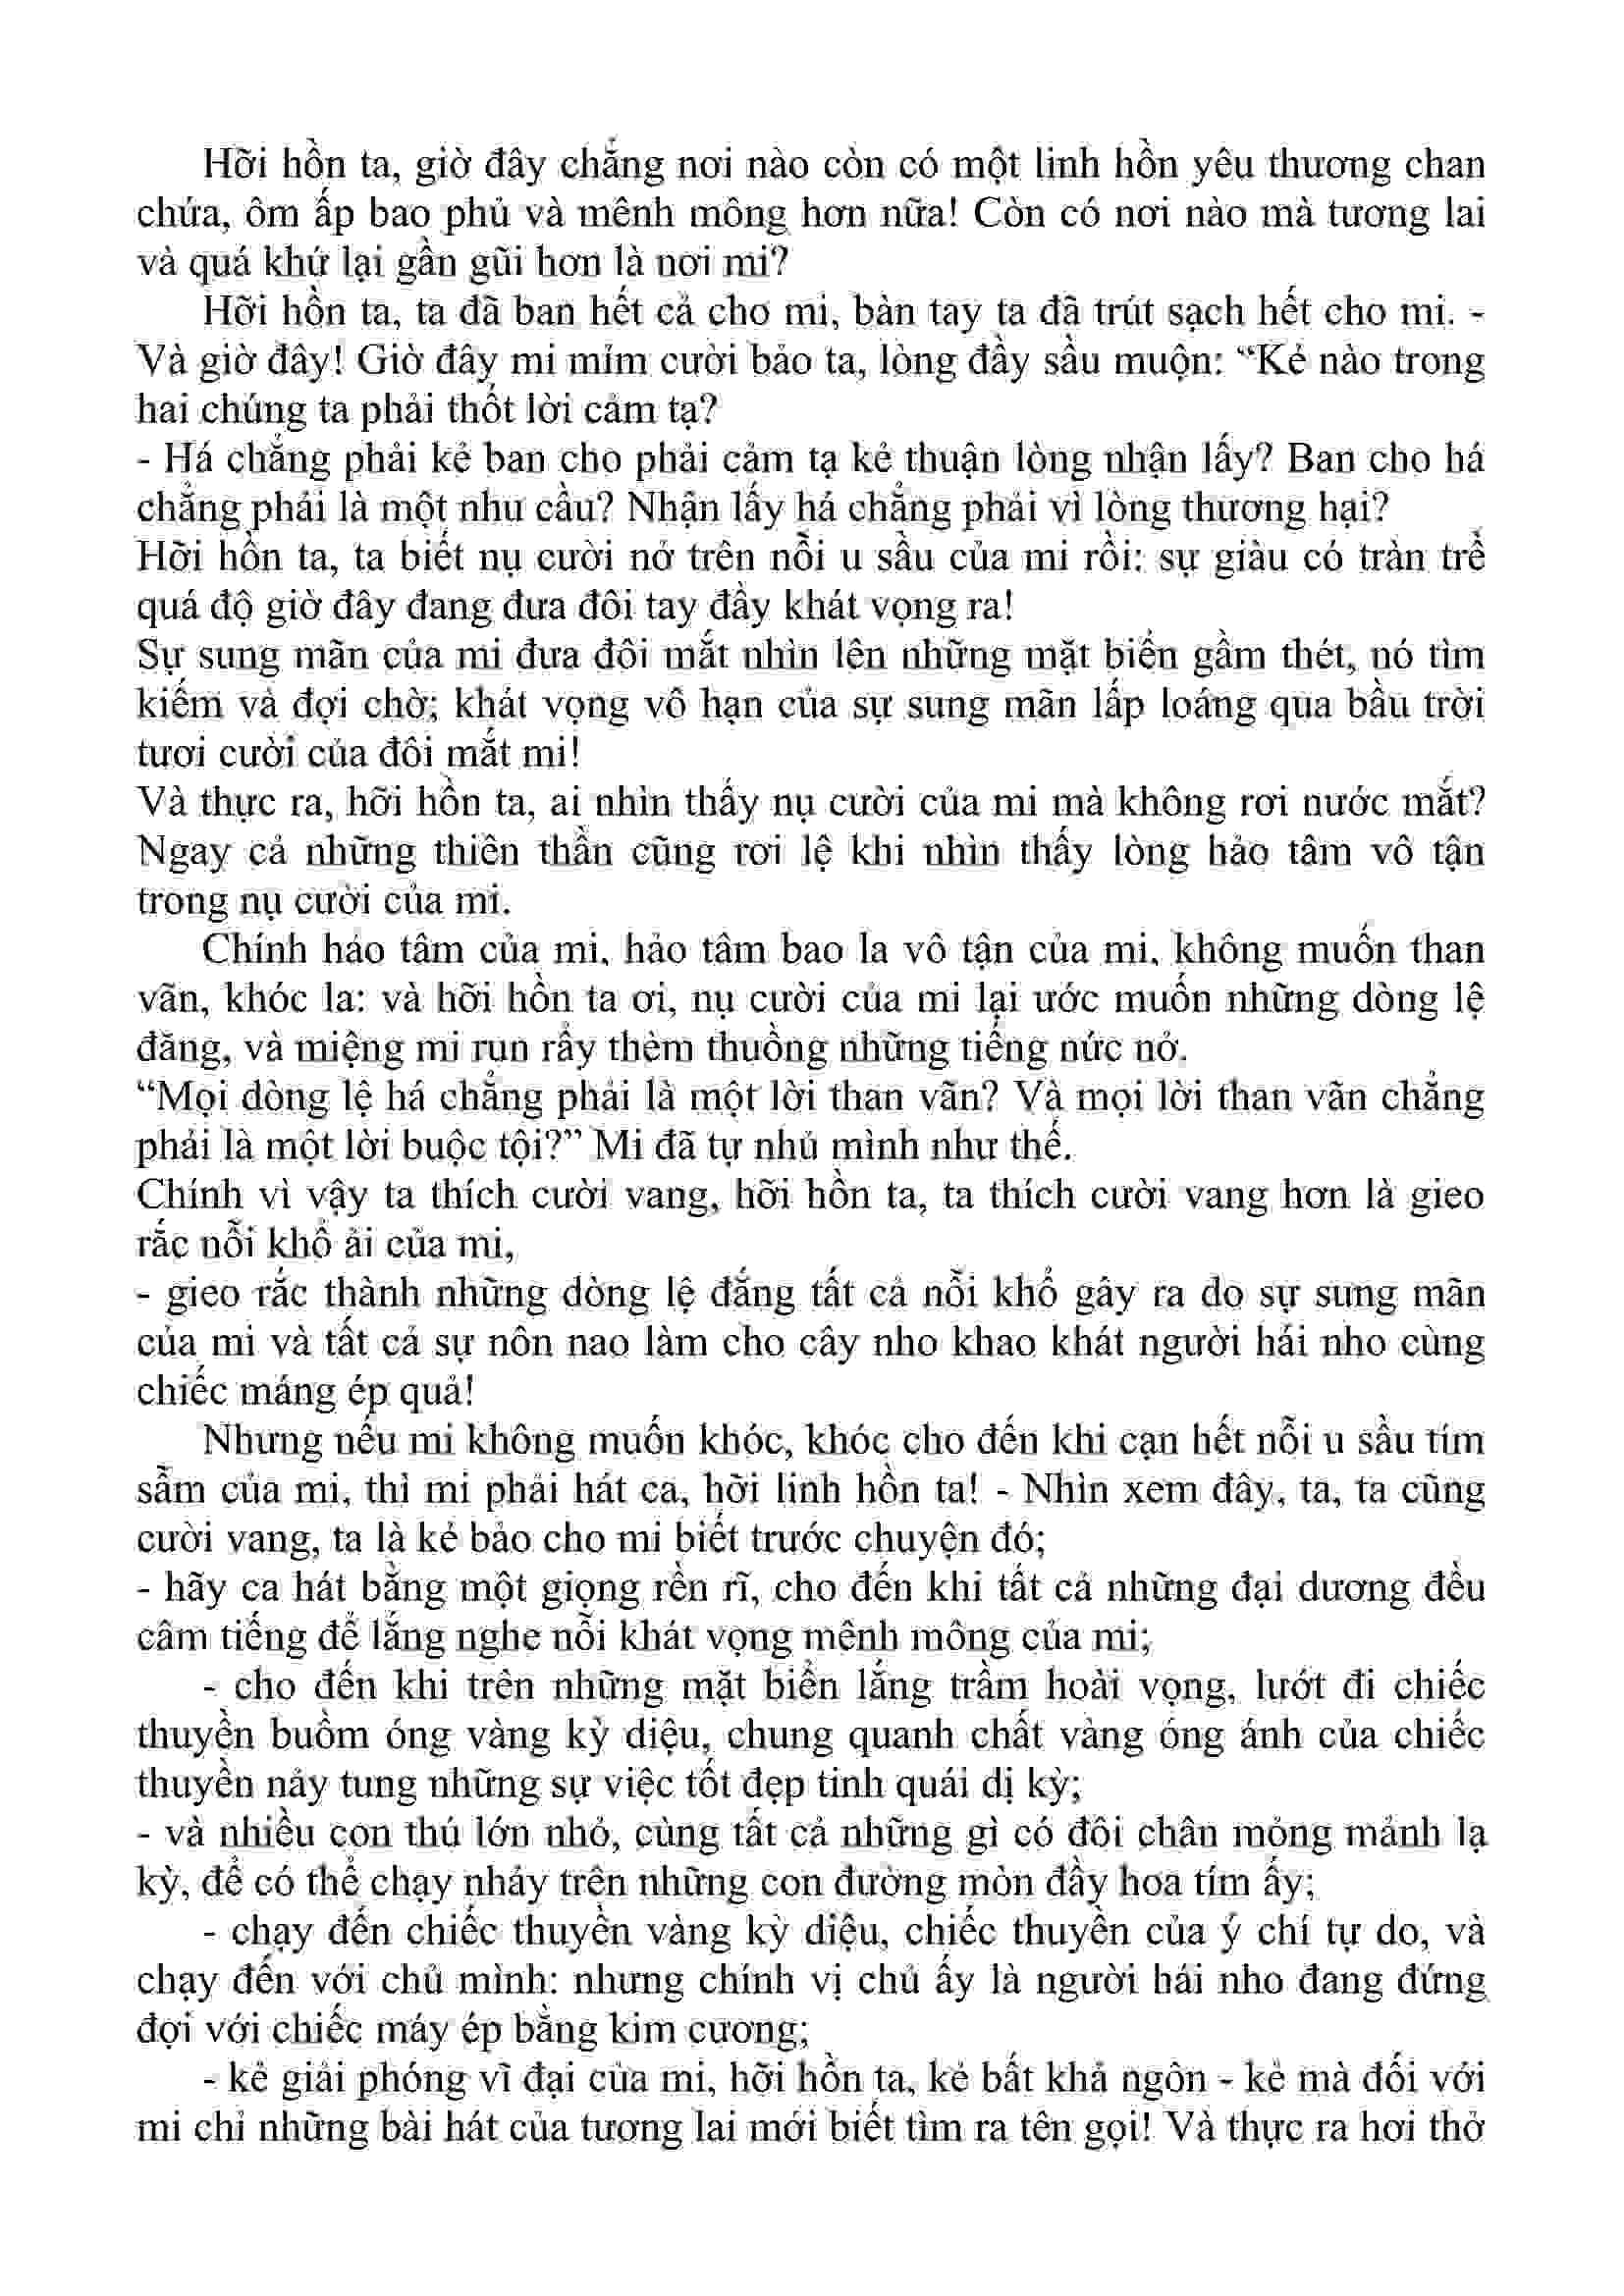 Hỡi hồn ta, giờ đây chẳng nơi nào còn có một linh hồn yêu thương chan
chứa, ôm ấp bao phủ và mênh mông hơn nữa! Còn có nơi nào mà tương lai
và quá khứ lại gần gũi hơn là nơi mi?
Hỡi hồn ta, ta đã ban hết cả cho mi, bàn tay ta đã trút sạch hết cho mi. -
Và giờ đây! Giờ đây mi mỉm cười bảo ta, lòng đầy sầu muộn: “Kẻ nào trong
hai chúng ta phải thốt lời cảm tạ?
- Há chẳng phải kẻ ban cho phải cảm tạ kẻ thuận lòng nhận lấy? Ban cho há
chẳng phải là một nhu cầu? Nhận lấy há chẳng phải vì lòng thương hại?
Hỡi hồn ta, ta biết nụ cười nở trên nỗi u sầu của mi rồi: sự giàu có tràn trề
quá độ giờ đây đang đưa đôi tay đầy khát vọng ra!
Sự sung mãn của mi đưa đôi mắt nhìn lên những mặt biển gầm thét, nó tìm
kiếm và đợi chờ; khát vọng vô hạn của sự sung mãn lấp loáng qua bầu trời
tươi cười của đôi mắt mi!
Và thực ra, hỡi hồn ta, ai nhìn thấy nụ cười của mi mà không rơi nước mắt?
Ngay cả những thiên thần cũng rơi lệ khi nhìn thấy lòng hảo tâm vô tận
trong nụ cười của mi.
Chính hảo tâm của mi, hảo tâm bao la vô tận của mi, không muốn than
vãn, khóc la: và hỡi hồn ta ơi, nụ cười của mi lại ước muốn những dòng lệ
đăng, và miệng mi run rẩy thèm thuồng những tiếng nức nở.
“Mọi dòng lệ há chẳng phải là một lời than vãn? Và mọi lời than vãn chẳng
phải là một lời buộc tội?” Mi đã tự nhủ mình như thế.
Chính vì vậy ta thích cười vang, hỡi hồn ta, ta thích cười vang hơn là gieo
rắc nỗi khổ ải của mi,
- gieo rắc thành những dòng lệ đắng tất cả nỗi khổ gây ra do sự sung mãn
của mi và tất cả sự nôn nao làm cho cây nho khao khát người hái nho cùng
chiếc máng ép quả!
Nhưng nếu mi không muốn khóc, khóc cho đến khi cạn hết nỗi u sầu tím
sẫm của mi, thì mi phải hát ca, hỡi linh hồn ta! - Nhìn xem đây, ta, ta cũng
cười vang, ta là kẻ bảo cho mi biết trước chuyện đó;
- hãy ca hát bằng một giọng rền rĩ, cho đến khi tất cả những đại dương đều
câm tiếng để lắng nghe nỗi khát vọng mênh mông của mi;
- cho đến khi trên những mặt biển lắng trầm hoài vọng, lướt đi chiếc
thuyền buồm óng vàng kỳ diệu, chung quanh chất vàng óng ánh của chiếc
thuyền nảy tung những sự việc tốt đẹp tinh quái dị kỳ;
- và nhiều con thú lớn nhỏ, cùng tất cả những gì có đôi chân mỏng mảnh lạ
kỳ, để có thể chạy nhảy trên những con đường mòn đầy hoa tím ấy;
- chạy đến chiếc thuyền vàng kỳ diệu, chiếc thuyền của ý chí tự do, và
chạy đến với chủ mình: nhưng chính vị chủ ấy là người hái nho đang đứng
đợi với chiếc máy ép bằng kim cương;
- kẻ giải phóng vĩ đại của mi, hỡi hồn ta, kẻ bất khả ngôn - kẻ mà đối với
mi chỉ những bài hát của tương lai mới biết tìm ra tên gọi! Và thực ra hơi thở